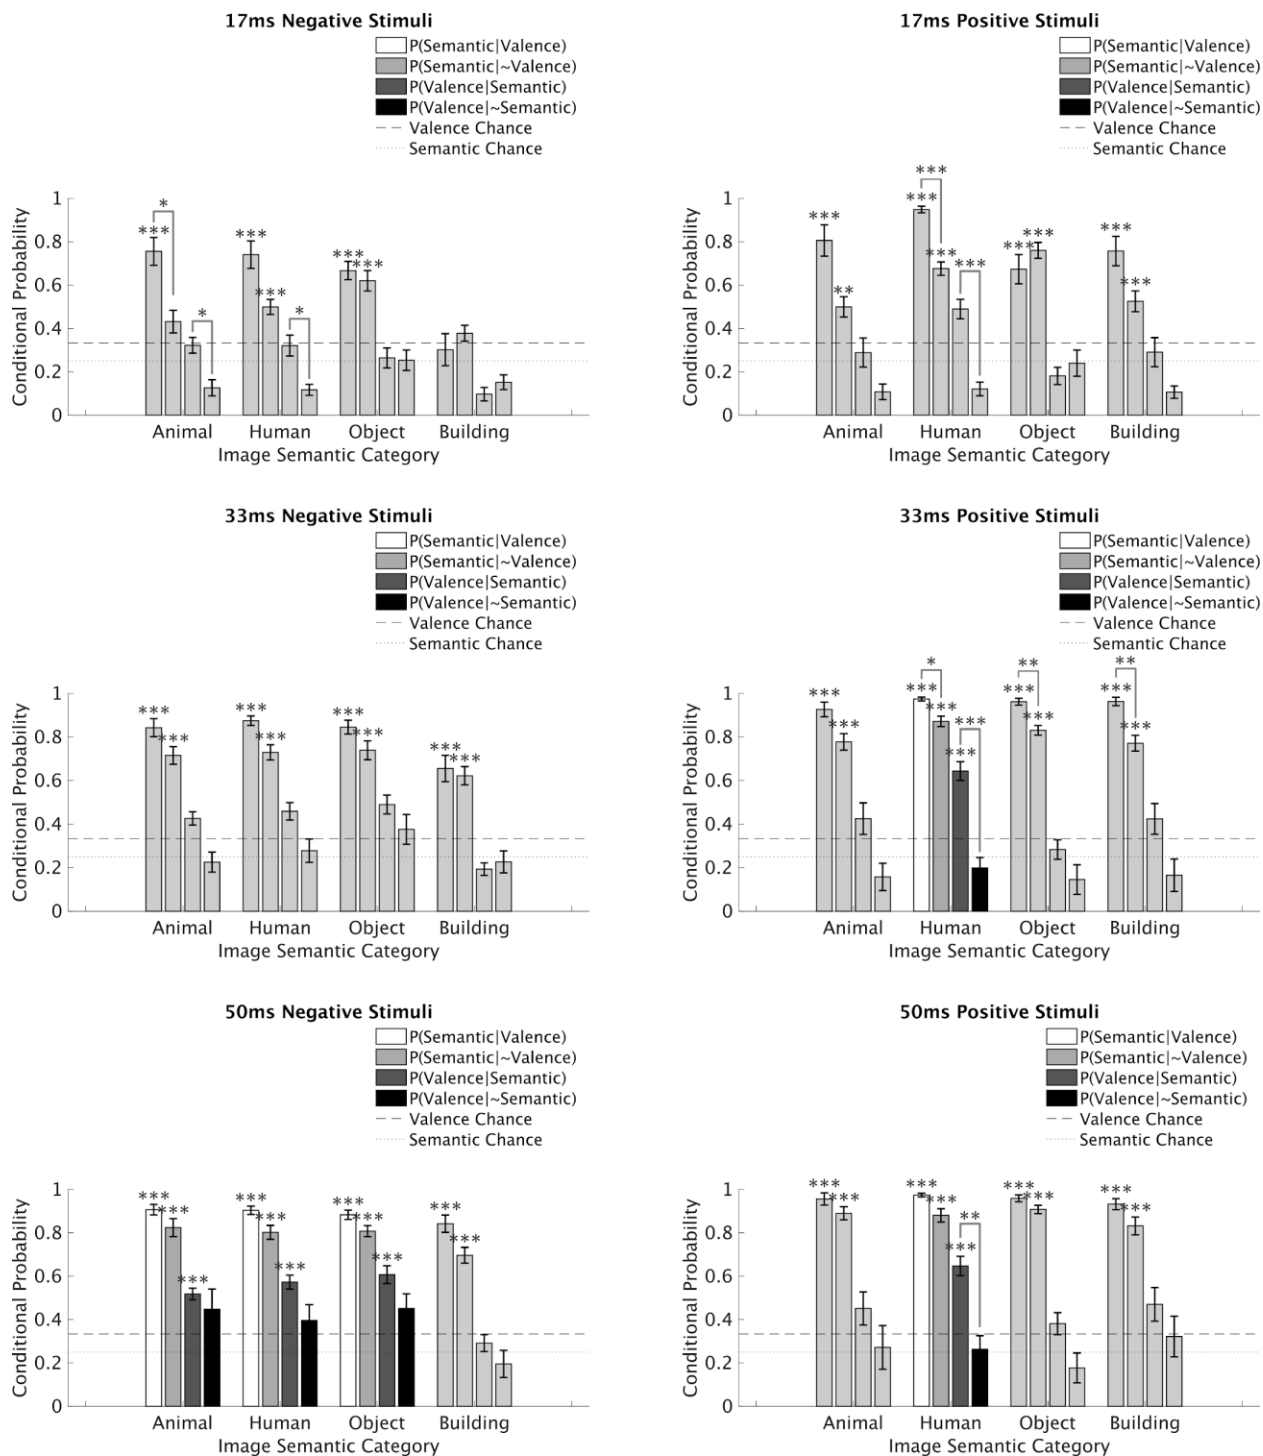 17ms Negative Stimuli
P(Semantic|Valence)
P(Semantic|~Valence)
P(Valence|Semantic)
P(Valence|~Semantic)
Valence Chance
Semantic Chance
Conditional Probability
1
0.8
0.6
0.4
0.2
0
*
***
*
***
***
*
***
***
Animal Human Object Building
Image Semantic Category
17ms Positive Stimuli
P(Semantic|Valence)
P(Semantic|~Valence)
P(Valence|Semantic)
P(Valence|~Semantic)
Valence Chance
Semantic Chance
Conditional Probability
1
0.8
0.6
0.4
0.2
0
***
**
***
***
***
***
***
***
***
***
Animal Human Object Building
Image Semantic Category
33ms Negative Stimuli
P(Semantic|Valence)
P(Semantic|~Valence)
P(Valence|Semantic)
P(Valence|~Semantic)
Valence Chance
Semantic Chance
Conditional Probability
1
0.8
0.6
0.4
0.2
0
***
***
***
***
***
***
***
***
Animal Human Object Building
Image Semantic Category
33ms Positive Stimuli
P(Semantic|Valence)
P(Semantic|~Valence)
P(Valence|Semantic)
P(Valence|~Semantic)
Valence Chance
Semantic Chance
Conditional Probability
1
0.8
0.6
0.4
0.2
0
***
***
*
***
***
***
***
**
***
***
**
***
***
Animal Human Object Building
Image Semantic Category
50ms Negative Stimuli
P(Semantic|Valence)
P(Semantic|~Valence)
P(Valence|Semantic)
P(Valence|~Semantic)
Valence Chance
Semantic Chance
Conditional Probability
1
0.8
0.6
0.4
0.2
0
***
***
***
***
***
***
***
***
***
***
***
Animal Human Object Building
Image Semantic Category
50ms Positive Stimuli
P(Semantic|Valence)
P(Semantic|~Valence)
P(Valence|Semantic)
P(Valence|~Semantic)
Valence Chance
Semantic Chance
Conditional Probability
1
0.8
0.6
0.4
0.2
0
***
***
***
***
**
***
***
***
***
***
Animal Human Object Building
Image Semantic Category